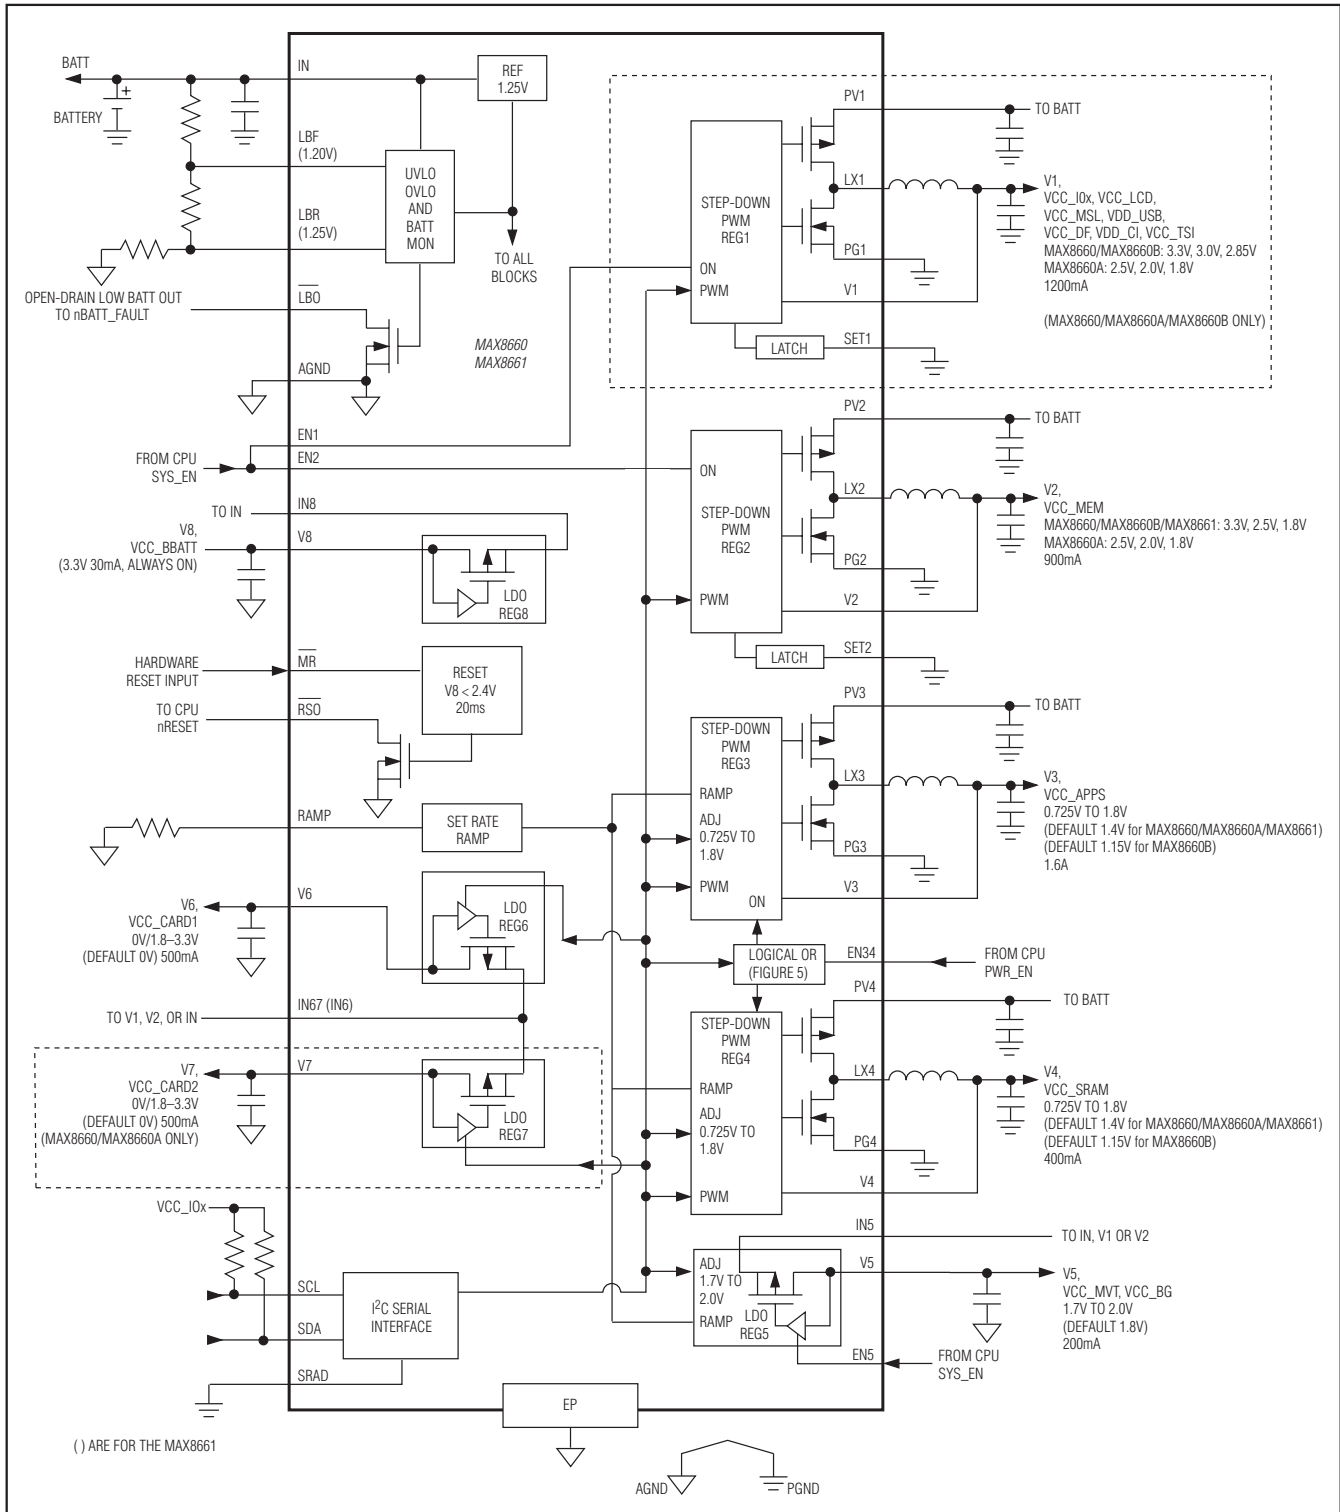 BATT
BATTERY
+
IN
LBF
(1.20V)
LBR
(1.25V)
REF
1.25V
UVLO
OVLO
AND
BATT
MON
TO ALL
BLOCKS
OPEN-DRAIN LOW BATT OUT
TO nBATT_FAULT
LBO
AGND
MAX8660
MAX8661
EN1
EN2
FROM CPU
SYS_EN
TO IN
IN8
V8,
VCC_BBATT
(3.3V 30mA, ALWAYS ON)
V8
LDO
REG8
HARDWARE
RESET INPUT
MR
RESET
V8 < 2.4V
20ms
TO CPU
nRESET
RSO
RAMP
SET RATE
RAMP
V6,
VCC_CARD1
0V/1.8–3.3V
(DEFAULT 0V) 500mA
V6
LDO
REG6
TO V1, V2, OR IN
IN67 (IN6)
V7,
VCC_CARD2
0V/1.8–3.3V
(DEFAULT 0V) 500mA
(MAX8660/MAX8660A ONLY)
V7
LDO
REG7
VCC_IOx
SCL
SDA
SRAD
I2C SERIAL
INTERFACE
EP
( ) ARE FOR THE MAX8661
AGND
PGND
STEP-DOWN
PWM
REG1
ON
PWM
LATCH
PV1
TO BATT
LX1
PG1
V1
SET1
V1,
VCC_IOx, VCC_LCD,
VCC_MSL, VDD_USB,
VCC_DF, VDD_CI, VCC_TSI
MAX8660/MAX8660B: 3.3V, 3.0V, 2.85V
MAX8660A: 2.5V, 2.0V, 1.8V
1200mA
(MAX8660/MAX8660A/MAX8660B ONLY)
ON
STEP-DOWN
PWM
REG2
PWM
LATCH
PV2
TO BATT
LX2
PG2
V2
SET2
V2,
VCC_MEM
MAX8660/MAX8660B/MAX8661: 3.3V, 2.5V, 1.8V
MAX8660A: 2.5V, 2.0V, 1.8V
900mA
STEP-DOWN
PWM
REG3
RAMP
ADJ
0.725V TO
1.8V
PWM
ON
PV3
TO BATT
LX3
PG3
V3
V3,
VCC_APPS
0.725V TO 1.8V
(DEFAULT 1.4V for MAX8660/MAX8660A/MAX8661)
(DEFAULT 1.15V for MAX8660B)
1.6A
LOGICAL OR
(FIGURE 5)
EN34
FROM CPU
PWR_EN
STEP-DOWN
PWM
REG4
RAMP
ADJ
0.725V TO
1.8V
PWM
PV4
TO BATT
LX4
PG4
V4
V4,
VCC_SRAM
0.725V TO 1.8V
(DEFAULT 1.4V for MAX8660/MAX8660A/MAX8661)
(DEFAULT 1.15V for MAX8660B)
400mA
IN5
TO IN, V1 OR V2
ADJ
1.7V TO
2.0V
RAMP
LDO
REG5
V5
EN5
V5,
VCC_MVT, VCC_BG
1.7V TO 2.0V
(DEFAULT 1.8V)
200mA
FROM CPU
SYS_EN